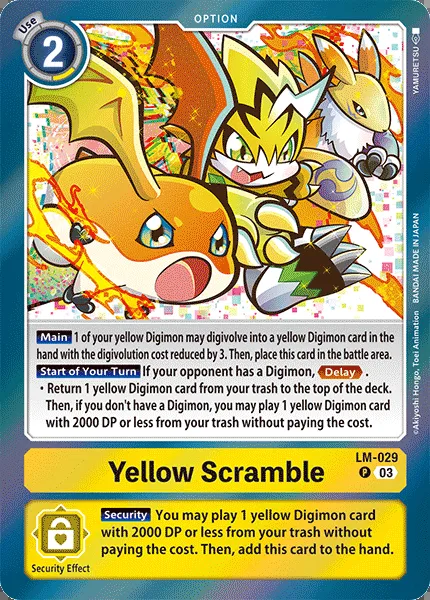 OPTION
Use
2
YAMURETSU
[Main] 1 of your yellow Digimon may digivolve into a yellow Digimon card in the
hand with the digivolution cost reduced by 3. Then, place this card in the battle area.
[Start of Your Turn] If your opponent has a Digimon, <Delay>.
・Return 1 yellow Digimon card from your trash to the top of the deck.
Then, if you don't have a Digimon, you may play 1 yellow Digimon card
with 2000 DP or less from your trash without paying the cost.
©Akiyoshi Hongo, Toei Animation BANDAI MADE IN JAPAN
Yellow Scramble
LM-029
P 03
[Security] You may play 1 yellow Digimon card
with 2000 DP or less from your trash without
paying the cost. Then, add this card to the hand.
Security Effect